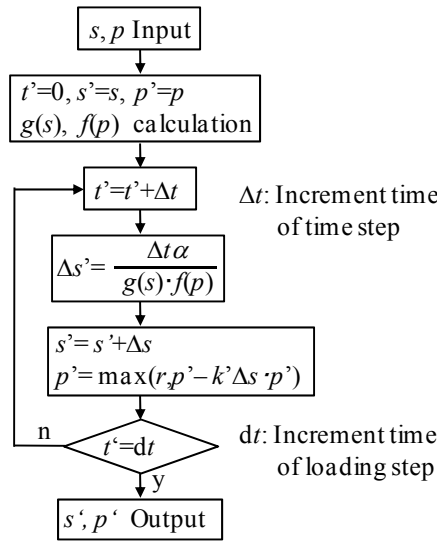 s, p Input
t’=0, s’=s, p’=p
g(s), f(p) calculation
t’=t’+Δt
Δt: Increment time
of time step
Δs’= Δtα / g(s)·f(p)
s’= s’+Δs
p’= max(r,p’– k’Δs ·p’)
n
t‘=dt
dt: Increment time
of loading step
y
s‘, p‘ Output